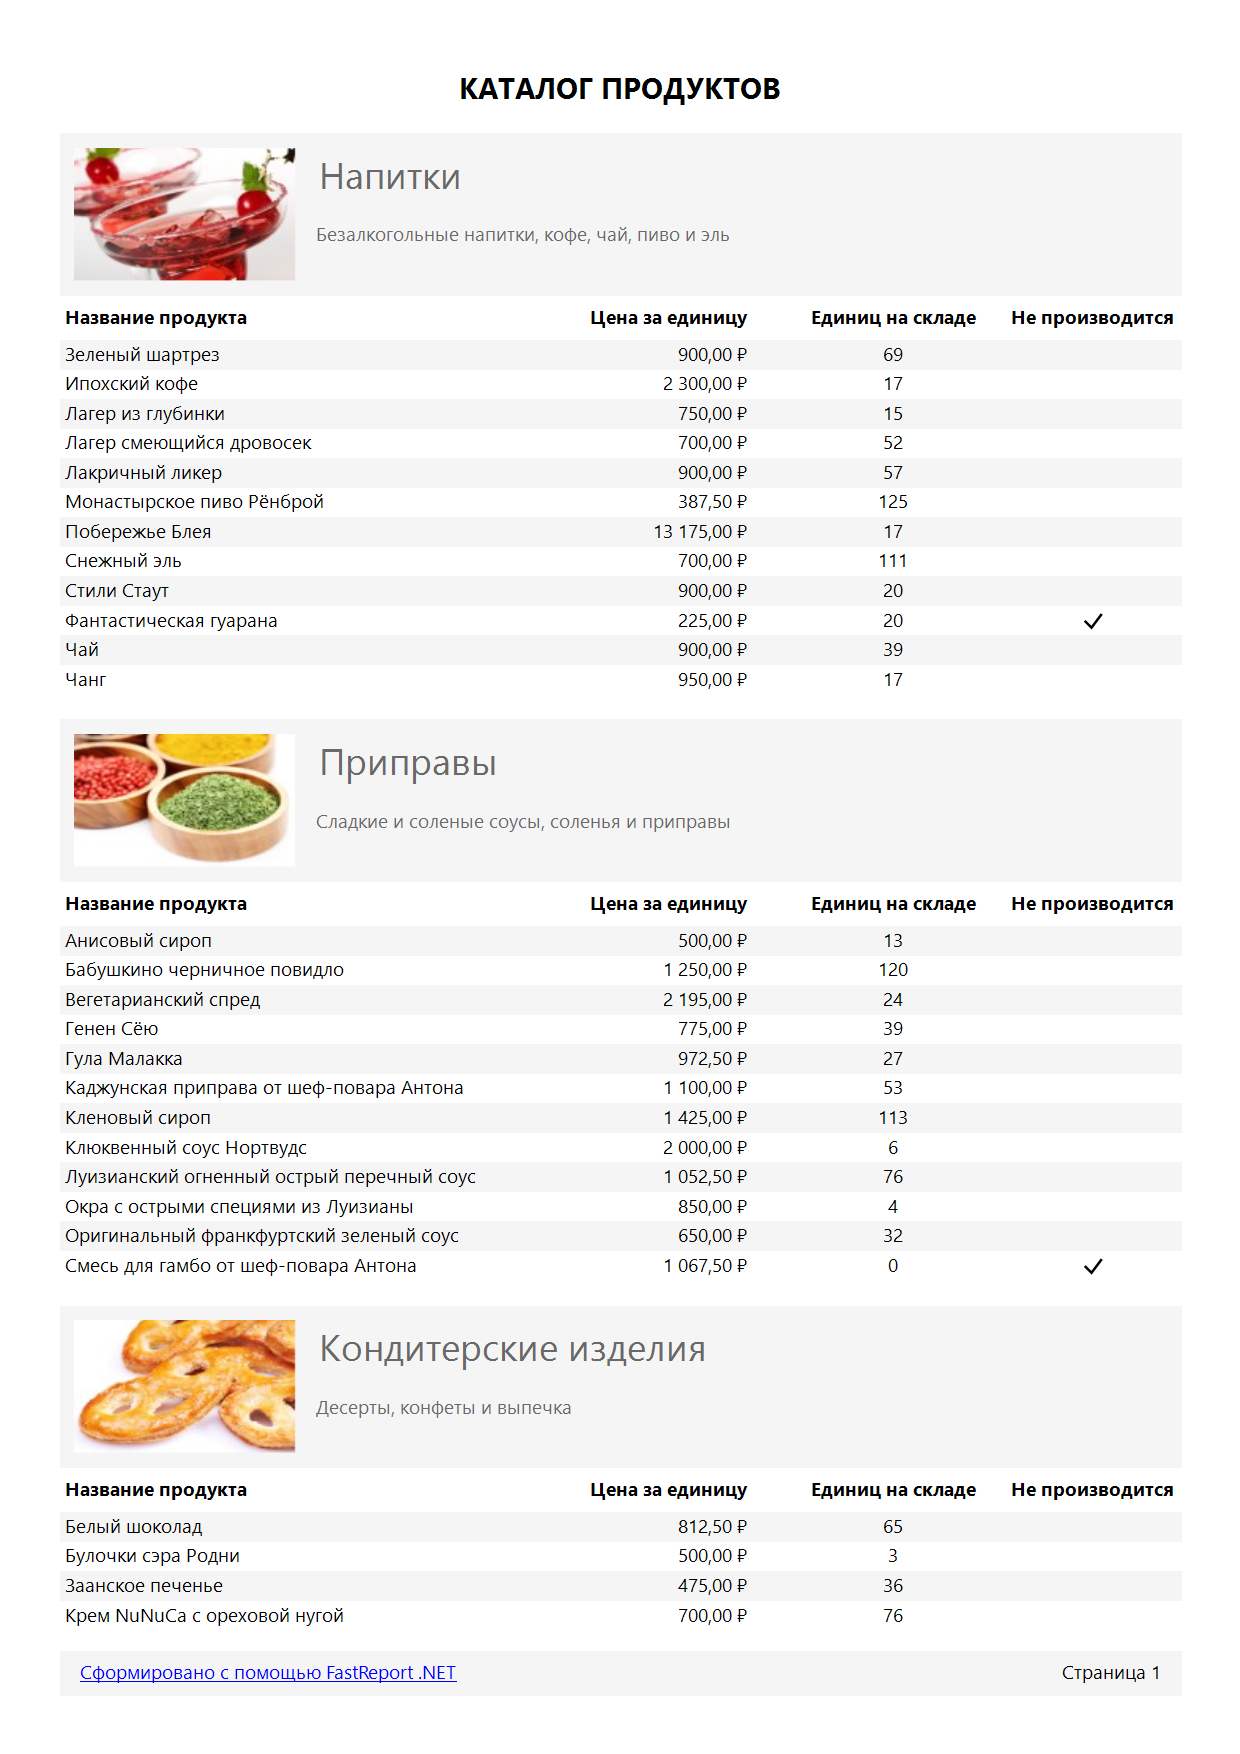 КАТАЛОГ ПРОДУКТОВ
Напитки
Безалкогольные напитки, кофе, чай, пиво и эль
Название продукта Цена за единицу Единиц на складе Не производится
Зеленый шартрез 900,00 ₽ 69
Ипохский кофе 2 300,00 ₽ 17
Лагер из глубинки 750,00 ₽ 15
Лагер смеющийся дровосек 700,00 ₽ 52
Лакричный ликер 900,00 ₽ 57
Монастырское пиво Рёнброй 387,50 ₽ 125
Побережье Блея 13 175,00 ₽ 17
Снежный эль 700,00 ₽ 111
Стили Стаут 900,00 ₽ 20
Фантастическая гуарана 225,00 ₽ 20 ✓
Чай 900,00 ₽ 39
Чанг 950,00 ₽ 17
Приправы
Сладкие и соленые соусы, соленья и приправы
Название продукта Цена за единицу Единиц на складе Не производится
Анисовый сироп 500,00 ₽ 13
Бабушкино черничное повидло 1 250,00 ₽ 120
Вегетарианский спред 2 195,00 ₽ 24
Генен Сёю 775,00 ₽ 39
Гула Малакка 972,50 ₽ 27
Каджунская приправа от шеф-повара Антона 1 100,00 ₽ 53
Кленовый сироп 1 425,00 ₽ 113
Клюквенный соус Нортвудс 2 000,00 ₽ 6
Луизианский огненный острый перечный соус 1 052,50 ₽ 76
Окра с острыми специями из Луизианы 850,00 ₽ 4
Оригинальный франкфуртский зеленый соус 650,00 ₽ 32
Смесь для гамбо от шеф-повара Антона 1 067,50 ₽ 0 ✓
Кондитерские изделия
Десерты, конфеты и выпечка
Название продукта Цена за единицу Единиц на складе Не производится
Белый шоколад 812,50 ₽ 65
Булочки сэра Родни 500,00 ₽ 3
Заанское печенье 475,00 ₽ 36
Крем NuNuCa с ореховой нугой 700,00 ₽ 76
Сформировано с помощью FastReport .NET Страница 1